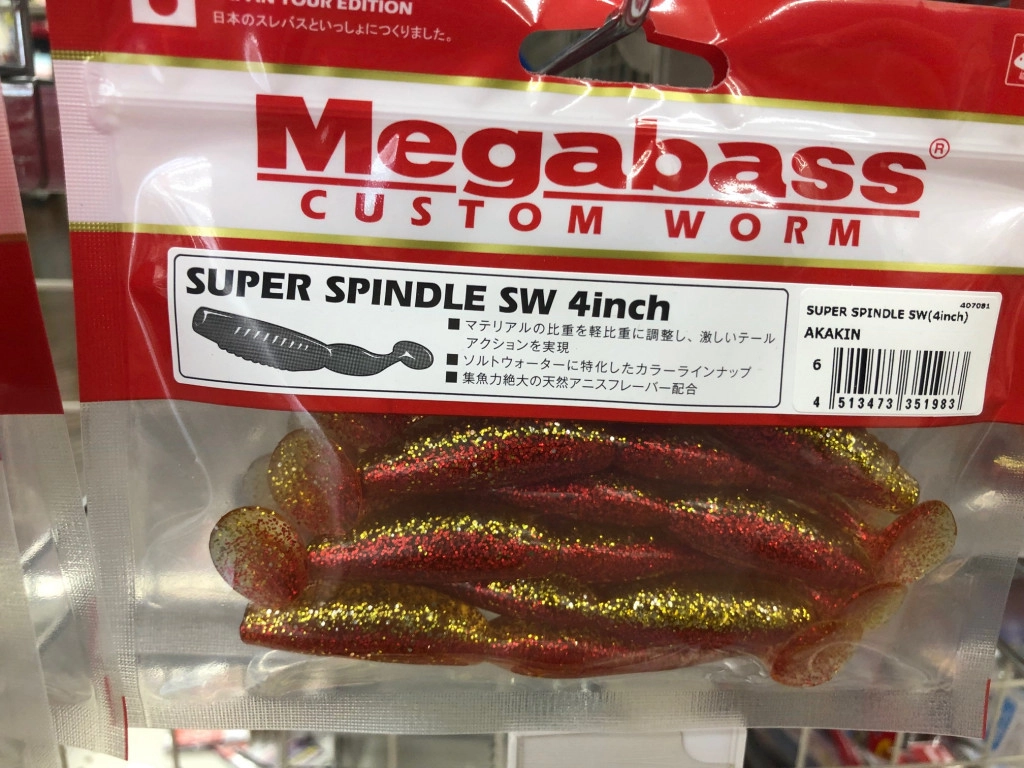 TOUR EDITION
日本のスレバスといっしょにつくりました。
Megabass®
CUSTOM WORM
SUPER SPINDLE SW 4inch
■ マテリアルの比重を軽比重に調整し、激しいテール
アクションを実現
■ ソルトウォーターに特化したカラーラインナップ
■ 集魚力絶大の天然アニスフレーバー配合
407081
SUPER SPINDLE SW(4inch)
AKAKIN
6
4 513473 351983